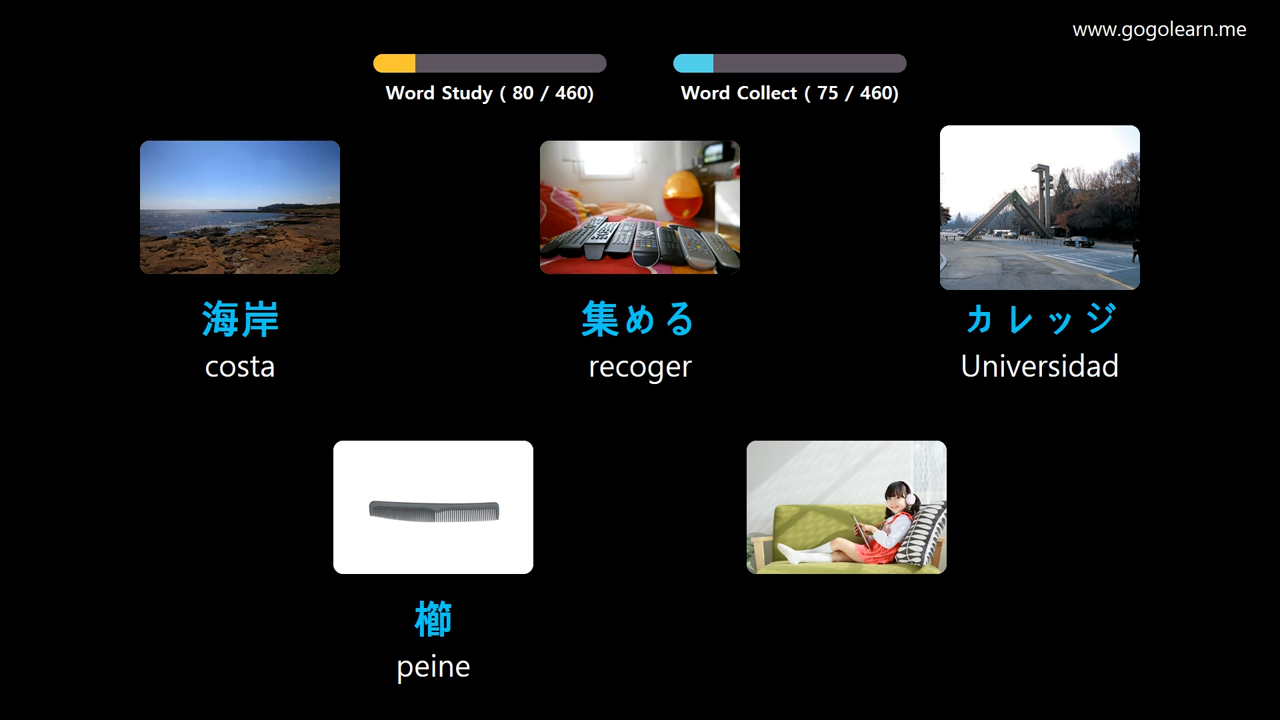 www.gogolearn.me
Word Study ( 80 / 460)
Word Collect ( 75 / 460)
海岸
costa
集める
recoger
カレッジ
Universidad
櫛
peine